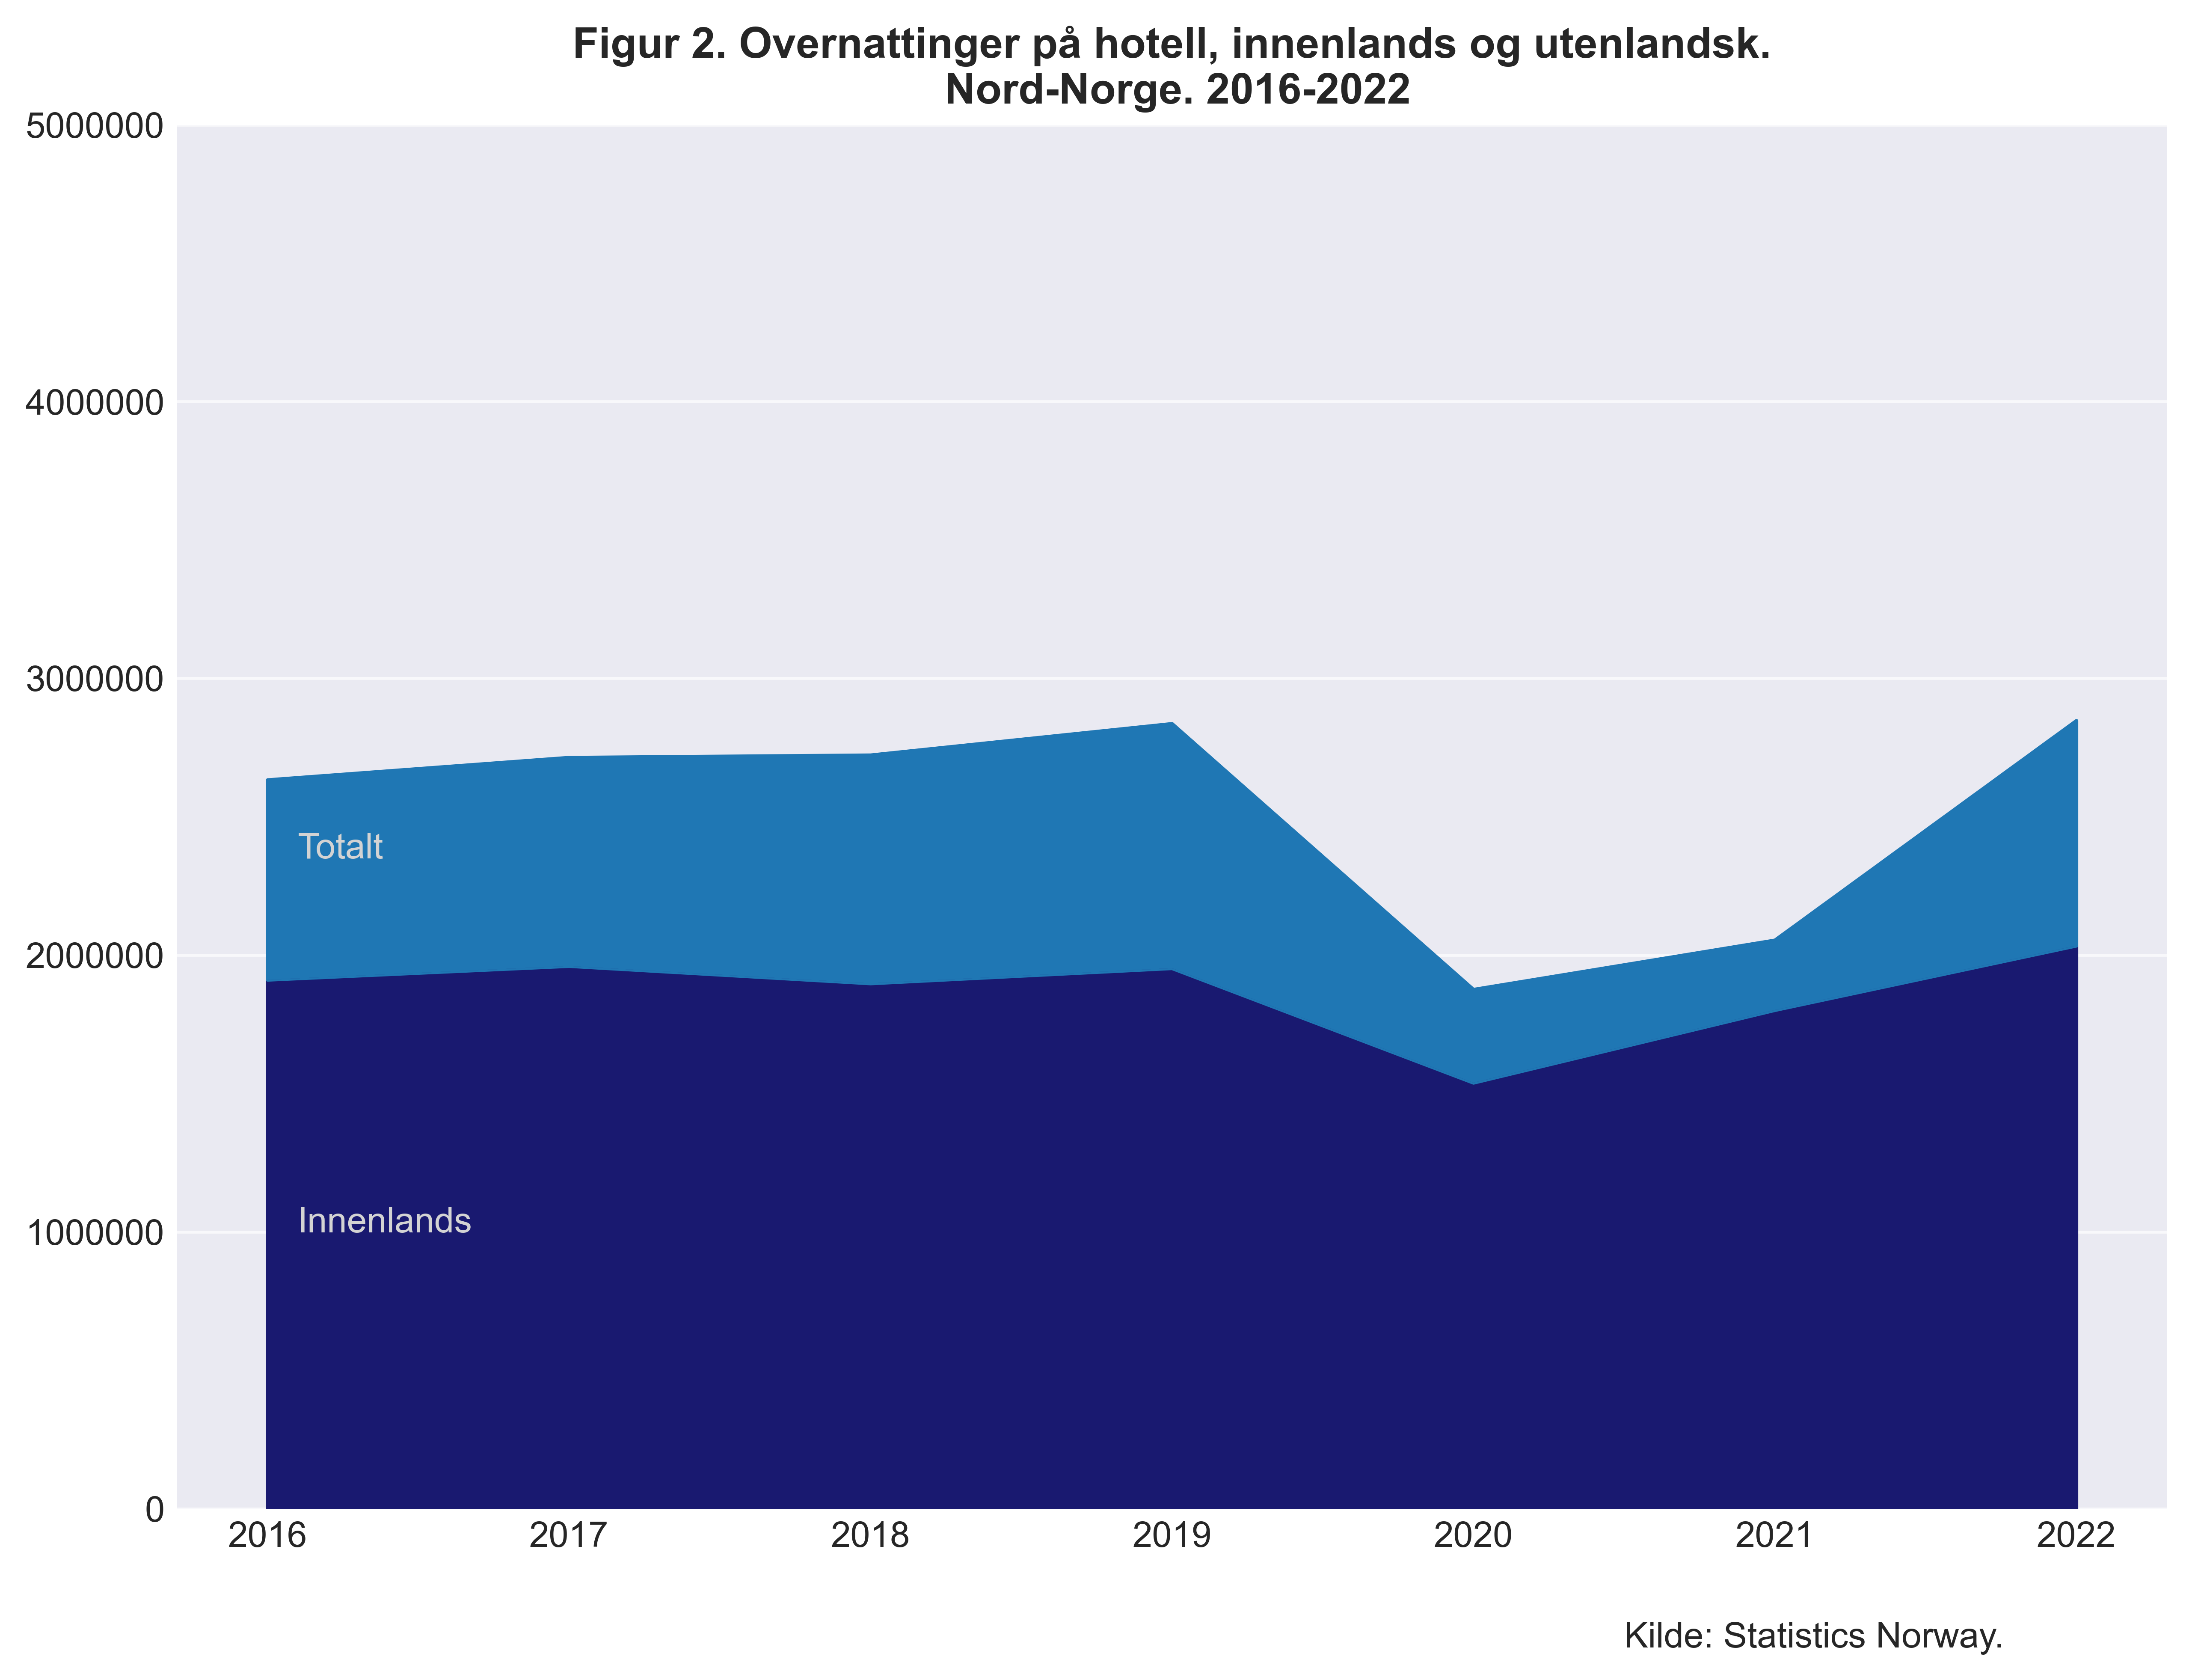 Figur 2. Overnattinger på hotell, innenlands og utenlandsk.
Nord-Norge. 2016-2022
5000000
4000000
3000000
2000000
1000000
0
Totalt
Innenlands
2016 2017 2018 2019 2020 2021 2022
Kilde: Statistics Norway.